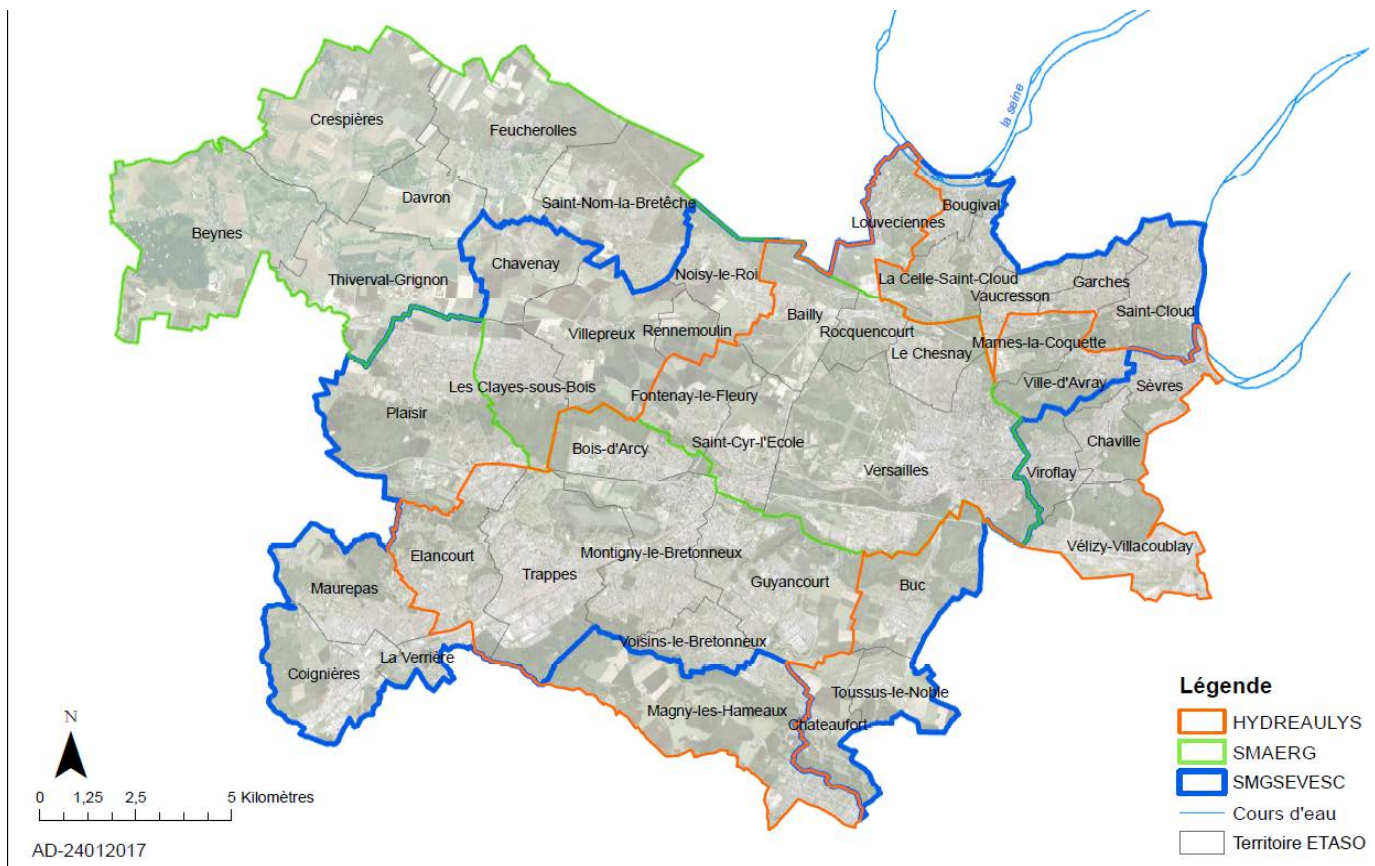 la seine
Crespières
Feucherolles
Davron
Saint-Nom-la-Bretêche
Beynes
Louveciennes
Bougival
Chavenay
Noisy-le-Roi
Thiverval-Grignon
La Celle-Saint-Cloud
Garches
Vaucresson
Bailly
Saint-Cloud
Villepreux
Rennemoulin
Rocquencourt
Marnes-la-Coquette
Le Chesnay
Les Clayes-sous-Bois
Ville-d'Avray
Sèvres
Fontenay-le-Fleury
Plaisir
Bois-d'Arcy
Saint-Cyr-l'Ecole
Chaville
Versailles
Viroflay
Elancourt
Montigny-le-Bretonneux
Vélizy-Villacoublay
Trappes
Guyancourt
Buc
Maurepas
Voisins-le-Bretonneux
La Verrière
Coignières
Toussus-le-Noble
Magny-les-Hameaux
Chateaufort
N
0 1,25 2,5 5 Kilomètres
AD-24012017
Légende
HYDREAULYS
SMAERG
SMGSEVESC
Cours d'eau
Territoire ETASO